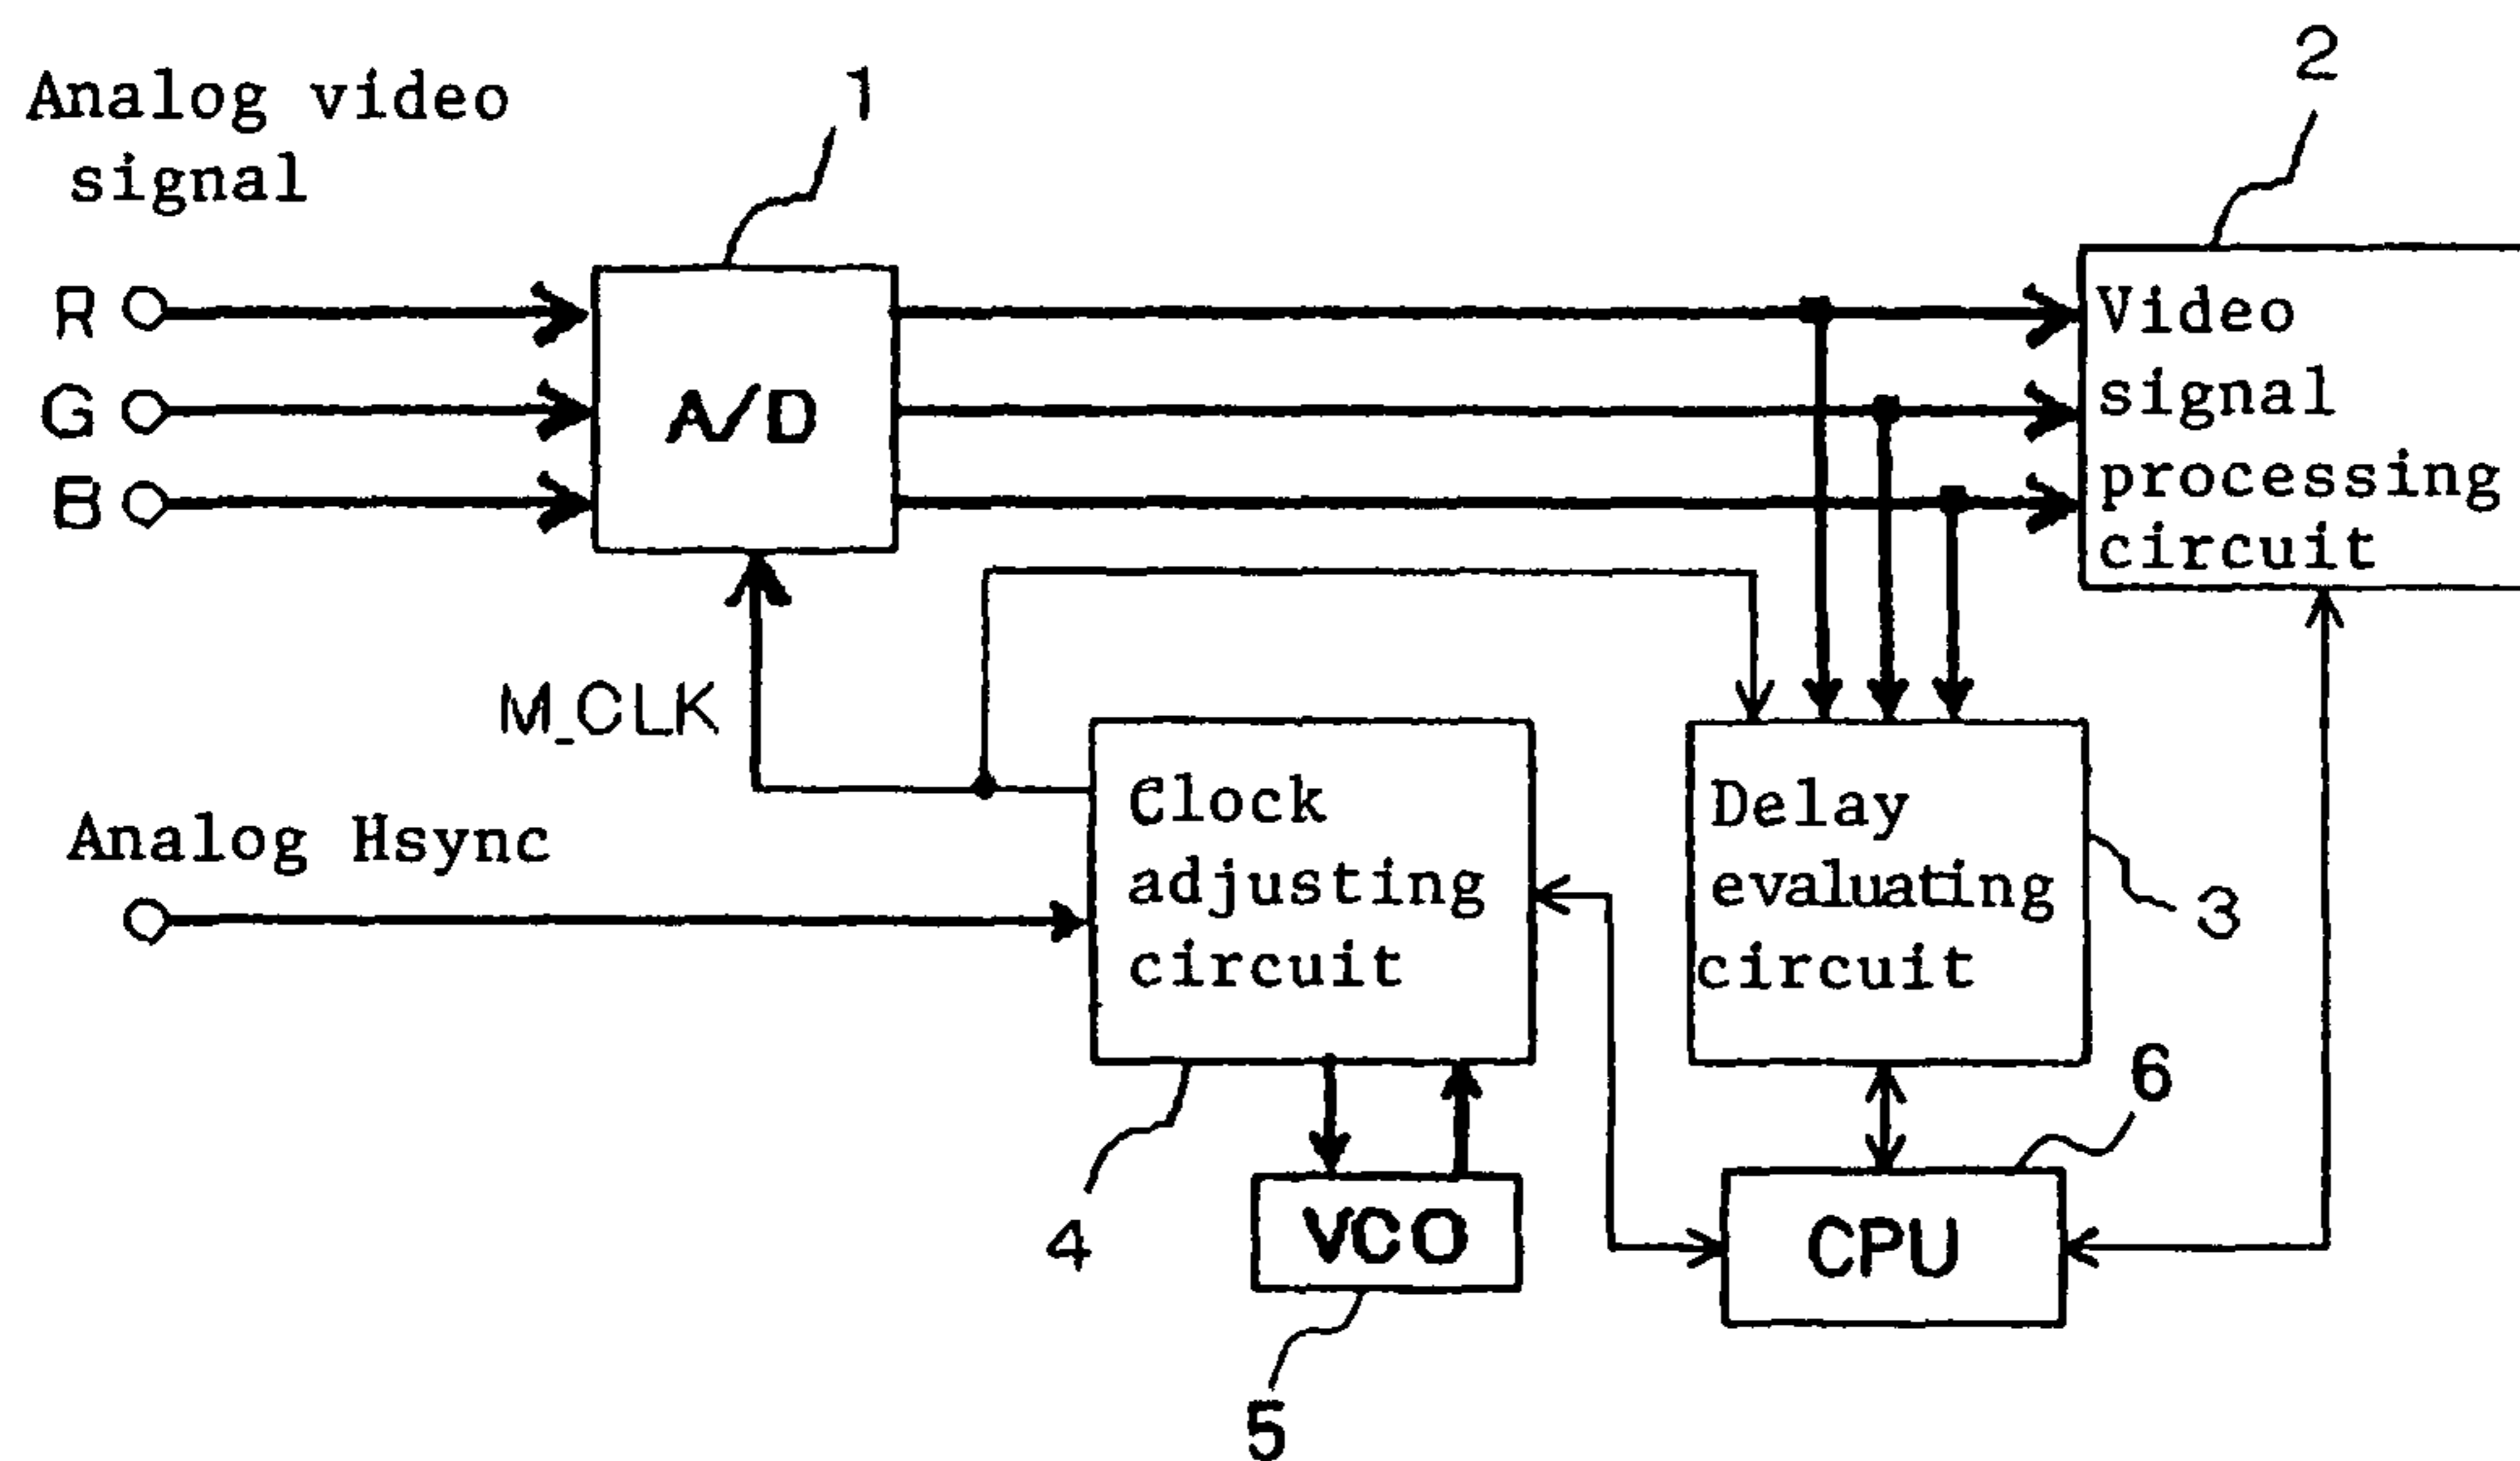 Analog video
signal
1
2
R
G
B
A/D
Video
signal
processing
circuit
M_CLK
Analog Hsync
Clock
adjusting
circuit
Delay
evaluating
circuit
3
4
VCO
5
6
CPU